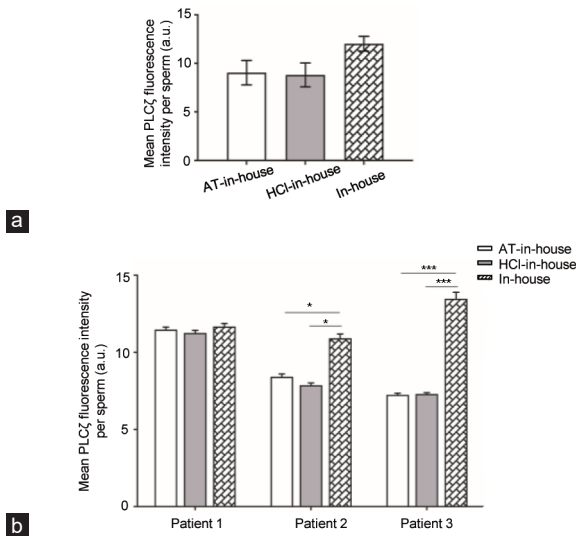 Mean PLCζ fluorescence
intensity per sperm (a.u.)
15
10
5
0
AT-in-house
HCl-in-house
In-house
a
AT-in-house
HCl-in-house
In-house
Mean PLCζ fluorescence intensity
per sperm (a.u.)
15
10
5
0
*
*
***
***
Patient 1
Patient 2
Patient 3
b